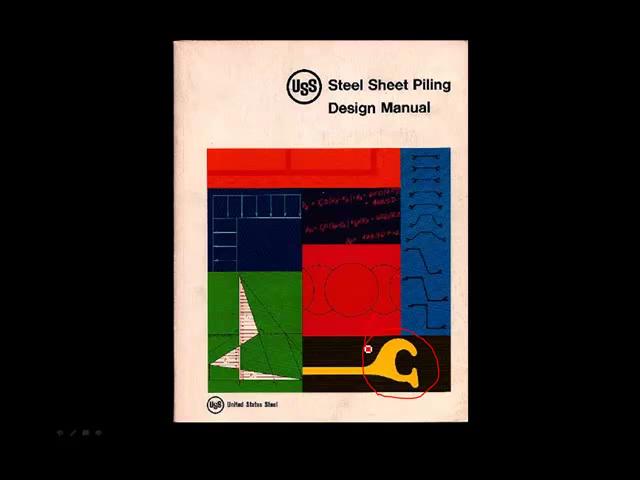 USS
Steel Sheet Piling
Design Manual
USS
United States Steel